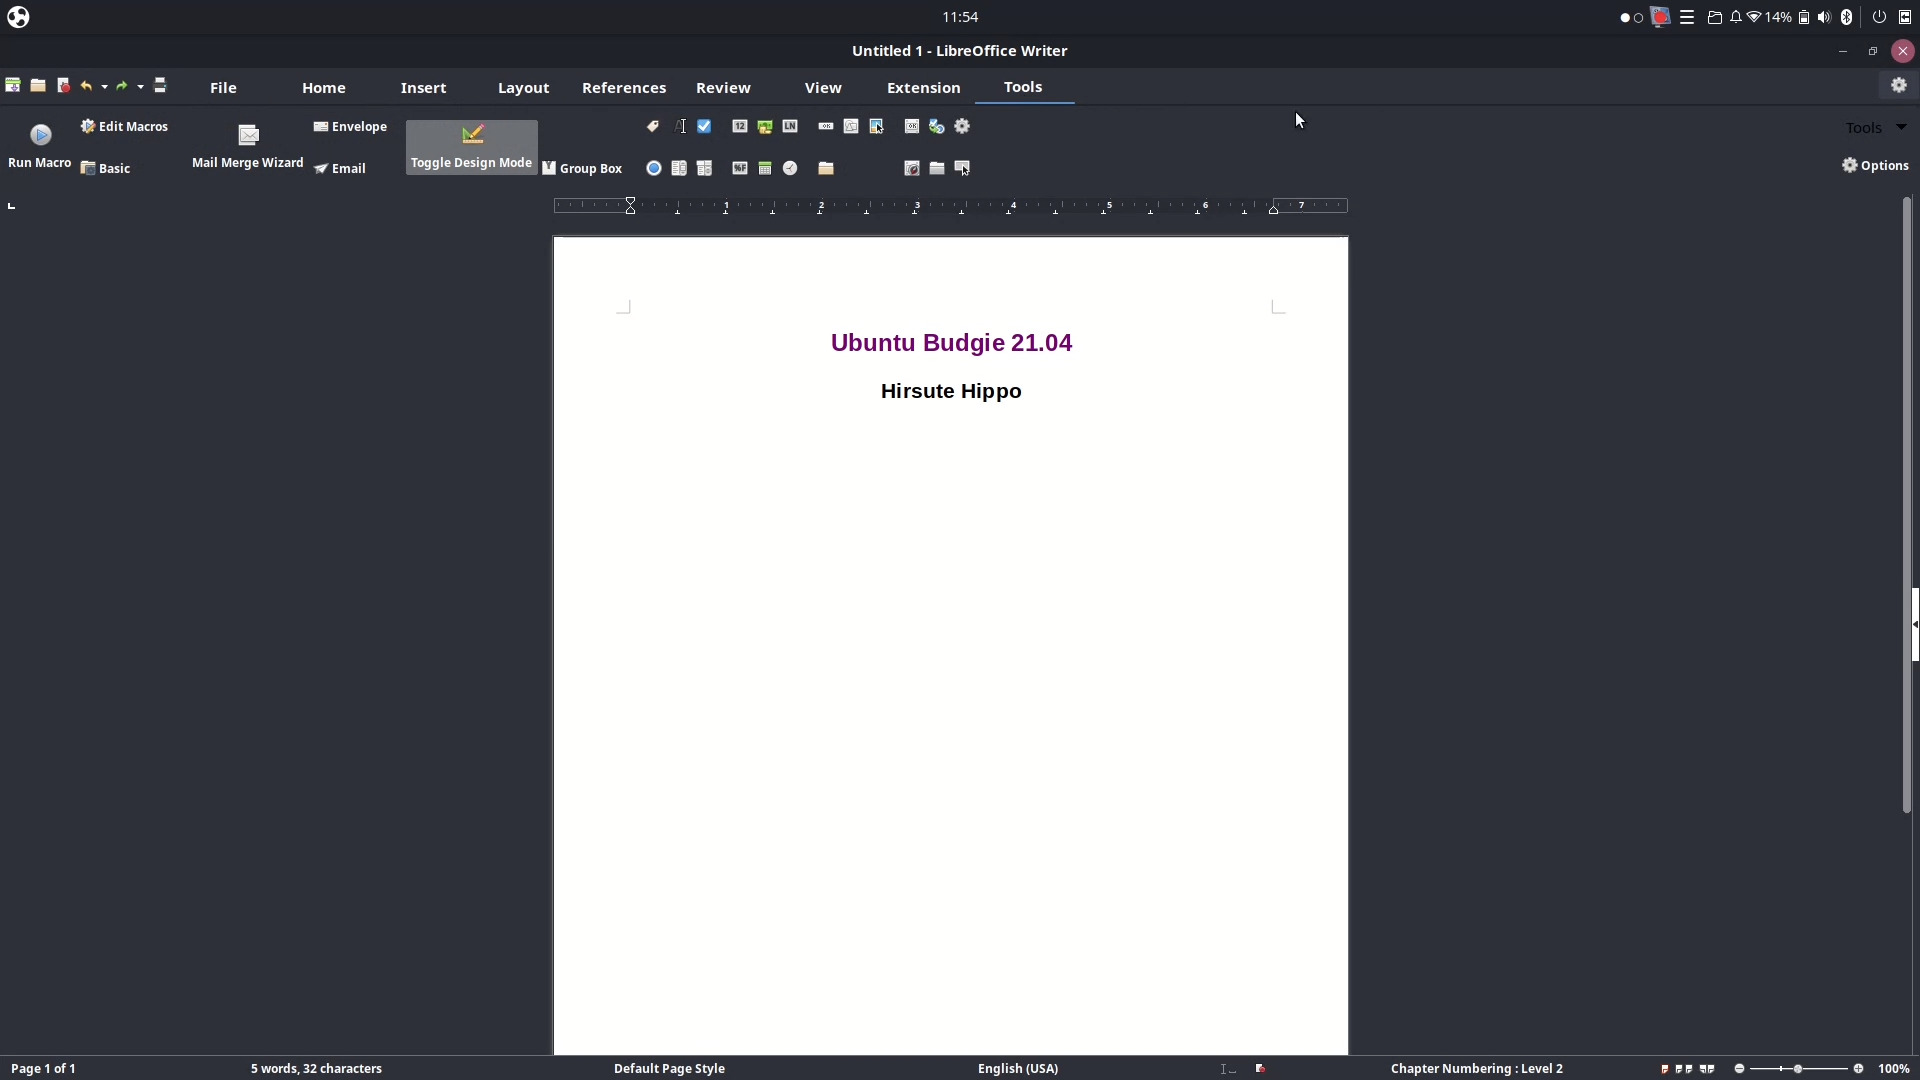 11:54
14%
Untitled 1 - LibreOffice Writer
File Home Insert Layout References Review View Extension Tools
Run Macro
Edit Macros
Basic
Mail Merge Wizard
Envelope
Email
Toggle Design Mode
Group Box
Tools
Options
1 2 3 4 5 6 7
Ubuntu Budgie 21.04
Hirsute Hippo
Page 1 of 1 5 words, 32 characters Default Page Style English (USA) Chapter Numbering : Level 2 100%